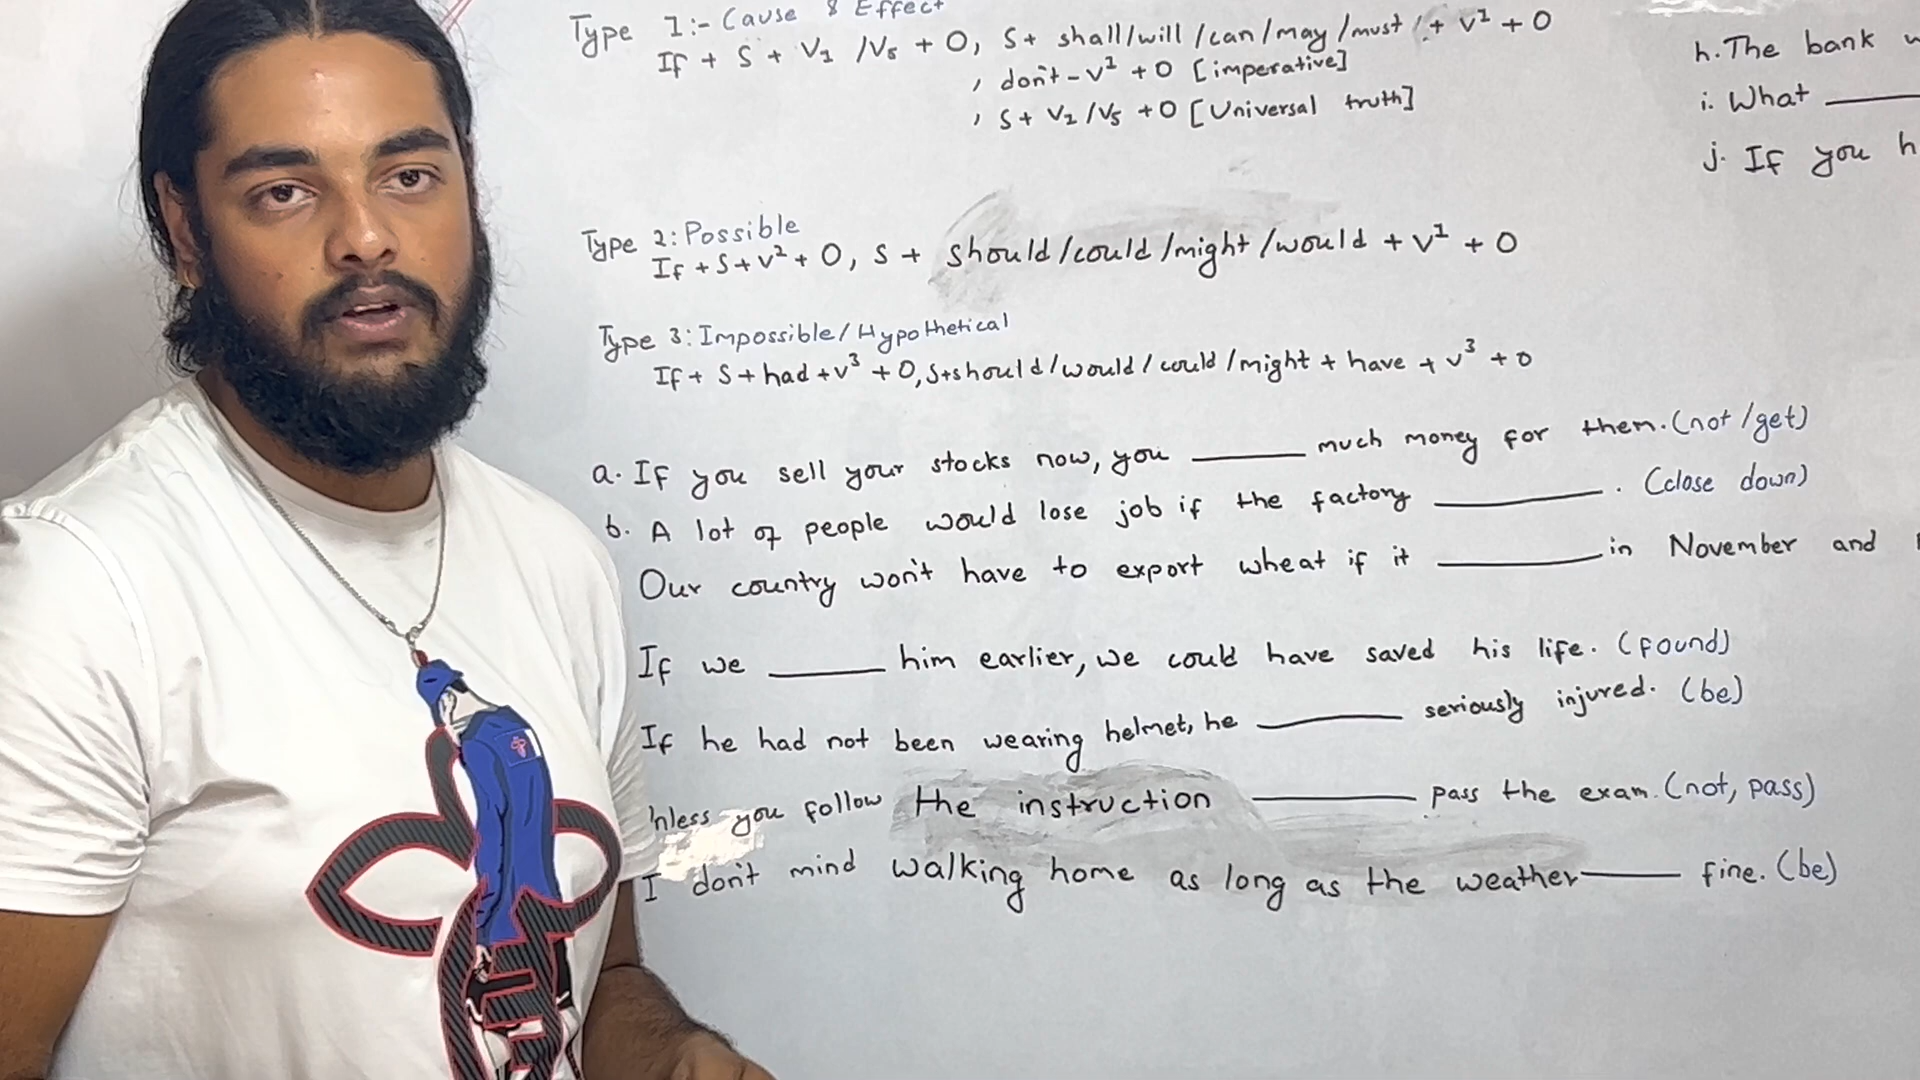 Type 1:- Cause & Effect
If + S + V1 /V5 + O, S+ shall/will /can/may/must /+ V1 + O
, don't - V1 + O [imperative]
, S + V1 /V5 + O [Universal truth]
Type 2: Possible
If + S + V2 + O, S + should/could/might/would + V1 + O
Type 3: Impossible/Hypothetical
If + S + had + V3 + O, S+should/would/could/might + have + V3 + O
a. If you sell your stocks now, you ______ much money for them. (not/get)
b. A lot of people would lose job if the factory ______. (close down)
Our country won't have to export wheat if it ______ in November and
If we ______ him earlier, we could have saved his life. (found)
If he had not been wearing helmet, he ______ seriously injured. (be)
nless you follow the instruction ______ pass the exam. (not, pass)
I don't mind walking home as long as the weather ______ fine. (be)
h. The bank
i. What ______
j. If you h